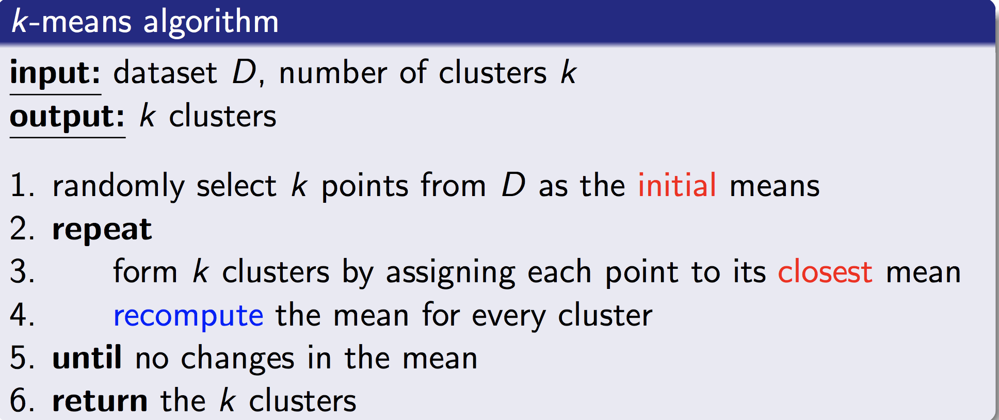 k-means algorithm
input: dataset D, number of clusters k
output: k clusters
1. randomly select k points from D as the initial means
2. repeat
3. form k clusters by assigning each point to its closest mean
4. recompute the mean for every cluster
5. until no changes in the mean
6. return the k clusters